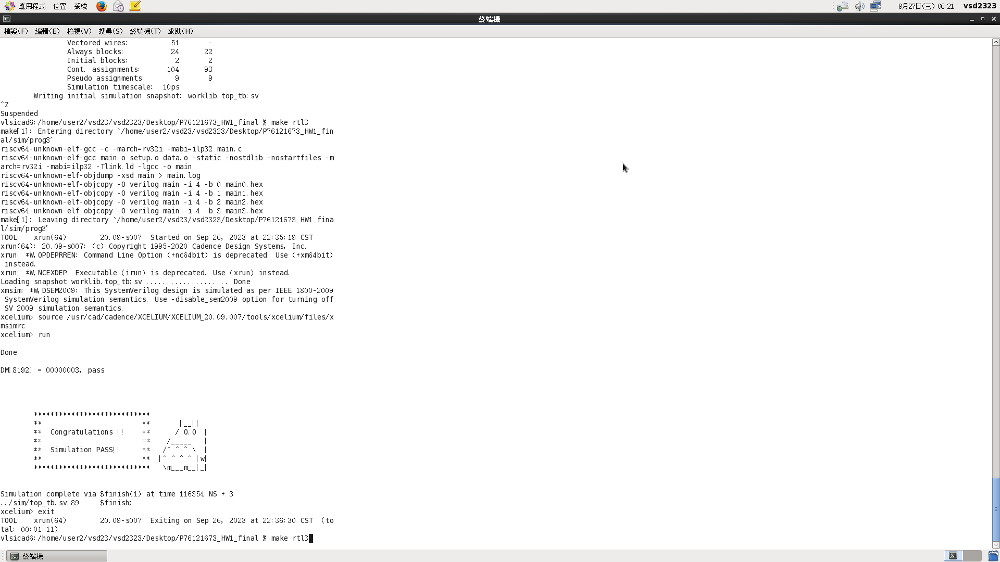 應用程式 位置 系統 9月27日(三) 06:21 vsd2323
終端機
檔案(F) 編輯(E) 檢視(V) 搜尋(S) 終端機(T) 求助(H)
Vectored wires: 51 -
Always blocks: 24 22
Initial blocks: 2 2
Cont. assignments: 104 93
Pseudo assignments: 9 9
Simulation timescale: 10ps
Writing initial simulation snapshot: worklib.top_tb:sv
^Z
Suspended
vlsicad6:/home/user2/vsd23/vsd2323/Desktop/P76121673_HW1_final % make rtl3
make[1]: Entering directory `/home/user2/vsd23/vsd2323/Desktop/P76121673_HW1_fin
al/sim/prog3'
riscv64-unknown-elf-gcc -c -march=rv32i -mabi=ilp32 main.c
riscv64-unknown-elf-gcc main.o setup.o data.o -static -nostdlib -nostartfiles -m
arch=rv32i -mabi=ilp32 -Tlink.ld -lgcc -o main
riscv64-unknown-elf-objdump -xsd main > main.log
riscv64-unknown-elf-objcopy -O verilog main -i 4 -b 0 main0.hex
riscv64-unknown-elf-objcopy -O verilog main -i 4 -b 1 main1.hex
riscv64-unknown-elf-objcopy -O verilog main -i 4 -b 2 main2.hex
riscv64-unknown-elf-objcopy -O verilog main -i 4 -b 3 main3.hex
make[1]: Leaving directory `/home/user2/vsd23/vsd2323/Desktop/P76121673_HW1_fina
l/sim/prog3'
TOOL: xrun(64) 20.09-s007: Started on Sep 26, 2023 at 22:35:19 CST
xrun(64): 20.09-s007: (c) Copyright 1995-2020 Cadence Design Systems, Inc.
xrun: *W,OPDEPRREN: Command Line Option (+nc64bit) is deprecated. Use (+xm64bit)
instead.
xrun: *W,NCEXDEP: Executable (irun) is deprecated. Use (xrun) instead.
Loading snapshot worklib.top_tb:sv .................... Done
xmsim: *W,DSEM2009: This SystemVerilog design is simulated as per IEEE 1800-2009
SystemVerilog simulation semantics. Use -disable_sem2009 option for turning off
SV 2009 simulation semantics.
xcelium> source /usr/cad/cadence/XCELIUM/XCELIUM_20.09.007/tools/xcelium/files/x
msimrc
xcelium> run
Done
DM[8192] = 00000003, pass
****************************
** ** |__||
** Congratulations !! ** / O.O |
** ** /_____ |
** Simulation PASS!! ** /^ ^ ^ \ |
** ** |^ ^ ^ ^ |w|
**************************** \m___m__|_|
Simulation complete via $finish(1) at time 116354 NS + 3
../sim/top_tb.sv:89 $finish;
xcelium> exit
TOOL: xrun(64) 20.09-s007: Exiting on Sep 26, 2023 at 22:36:30 CST (to
tal: 00:01:11)
vlsicad6:/home/user2/vsd23/vsd2323/Desktop/P76121673_HW1_final % make rtl3
終端機